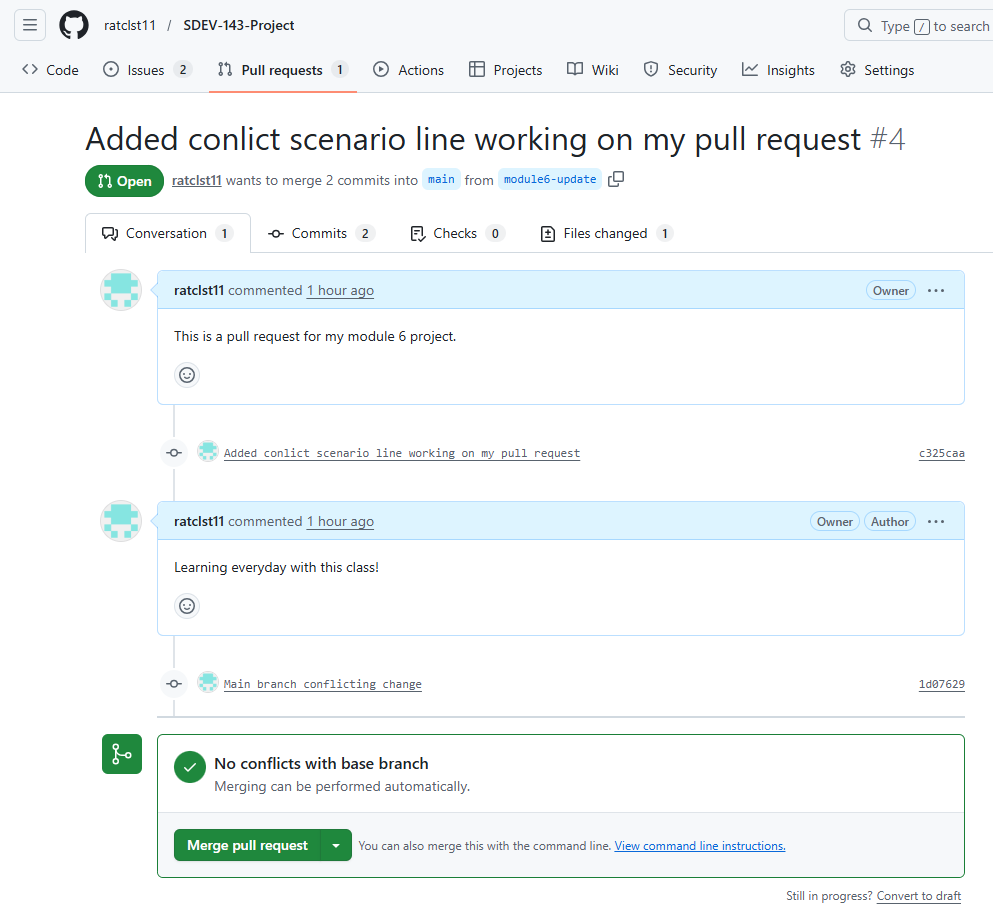 ratclst11 / SDEV-143-Project
Type / to search
Code Issues 2 Pull requests 1 Actions Projects Wiki Security Insights Settings
Added conlict scenario line working on my pull request #4
Open ratclst11 wants to merge 2 commits into main from module6-update
Conversation 1 Commits 2 Checks 0 Files changed 1
ratclst11 commented 1 hour ago Owner ...
This is a pull request for my module 6 project.
Added conlict scenario line working on my pull request c325caa
ratclst11 commented 1 hour ago Owner Author ...
Learning everyday with this class!
Main branch conflicting change 1d07629
No conflicts with base branch
Merging can be performed automatically.
Merge pull request You can also merge this with the command line. View command line instructions.
Still in progress? Convert to draft